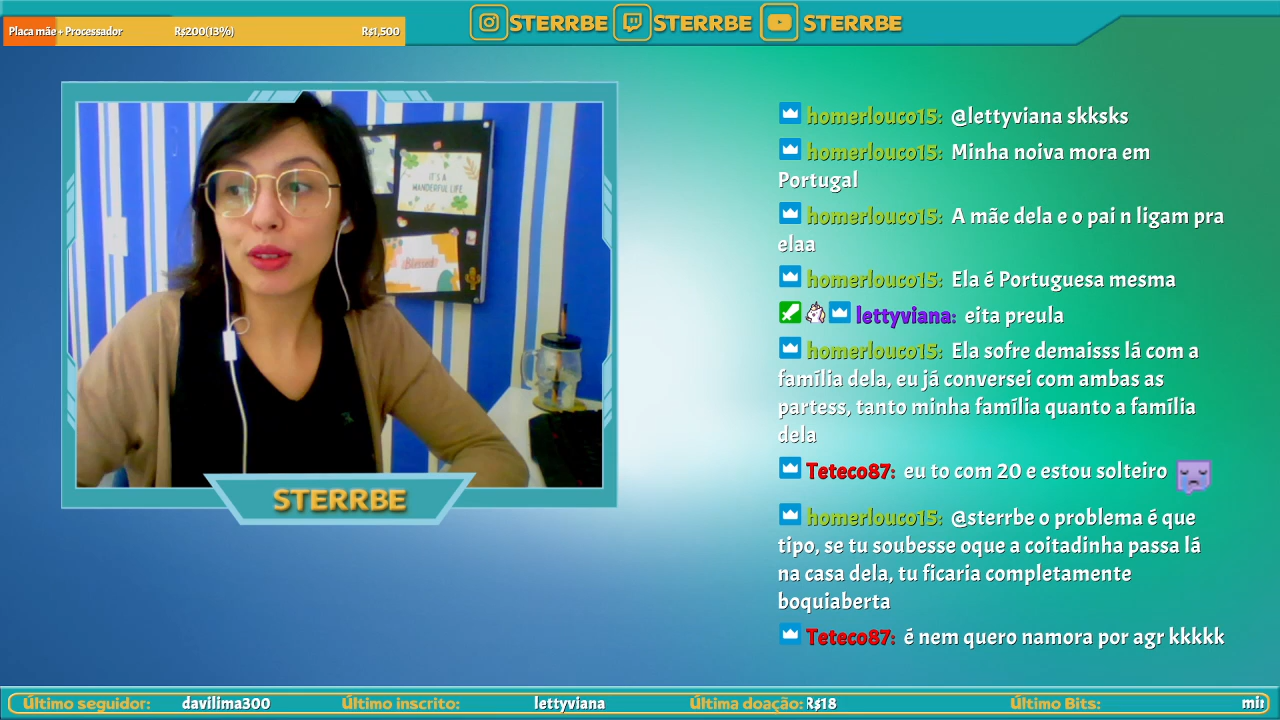 Placa mãe + Processador R$200(13%) R$1,500
STERRBE STERRBE STERRBE
IT'S A
WONDERFUL LIFE
Blessed
STERRBE
homerlouco15: @lettyviana skksks
homerlouco15: Minha noiva mora em
Portugal
homerlouco15: A mãe dela e o pai n ligam pra
elaa
homerlouco15: Ela é Portuguesa mesma
lettyviana: eita preula
homerlouco15: Ela sofre demaisss lá com a
família dela, eu já conversei com ambas as
partess, tanto minha família quanto a família
dela
Teteco87: eu to com 20 e estou solteiro
homerlouco15: @sterrbe o problema é que
tipo, se tu soubesse oque a coitadinha passa lá
na casa dela, tu ficaria completamente
boquiaberta
Teteco87: é nem quero namora por agr kkkkk
Último seguidor: davilima300 Último inscrito: lettyviana Última doação: R$18 Último Bits: